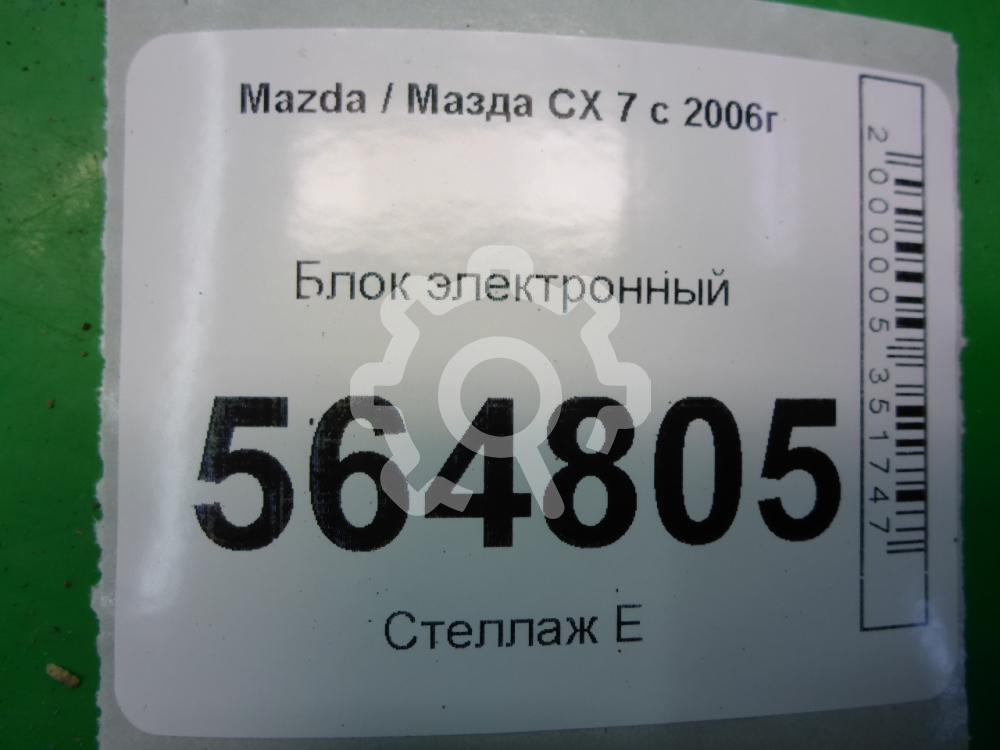 Mazda / Мазда CX 7 с 2006г
Блок электронный
564805
Стеллаж Е
2000005351747